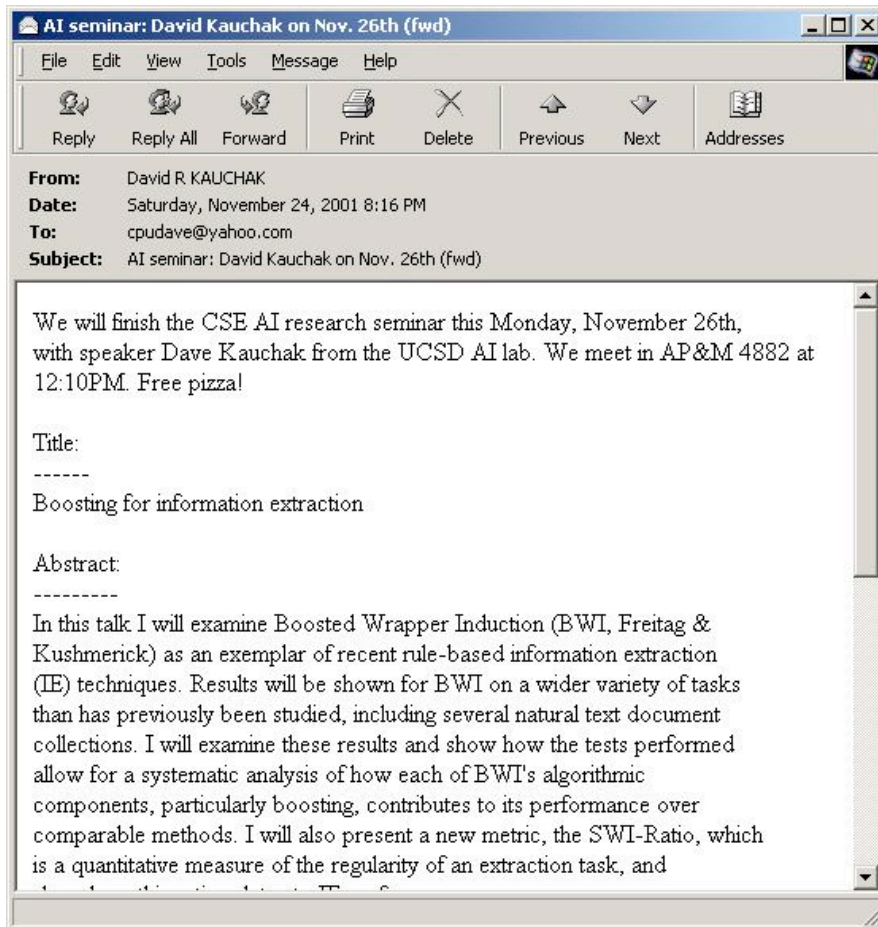 AI seminar: David Kauchak on Nov. 26th (fwd)
File Edit View Tools Message Help
Reply Reply All Forward Print Delete Previous Next Addresses
From: David R KAUCHAK
Date: Saturday, November 24, 2001 8:16 PM
To: cpudave@yahoo.com
Subject: AI seminar: David Kauchak on Nov. 26th (fwd)
We will finish the CSE AI research seminar this Monday, November 26th,
with speaker Dave Kauchak from the UCSD AI lab. We meet in AP&M 4882 at
12:10PM. Free pizza!
Title:
------
Boosting for information extraction
Abstract:
---------
In this talk I will examine Boosted Wrapper Induction (BWI, Freitag &
Kushmerick) as an exemplar of recent rule-based information extraction
(IE) techniques. Results will be shown for BWI on a wider variety of tasks
than has previously been studied, including several natural text document
collections. I will examine these results and show how the tests performed
allow for a systematic analysis of how each of BWI's algorithmic
components, particularly boosting, contributes to its performance over
comparable methods. I will also present a new metric, the SWI-Ratio, which
is a quantitative measure of the regularity of an extraction task, and